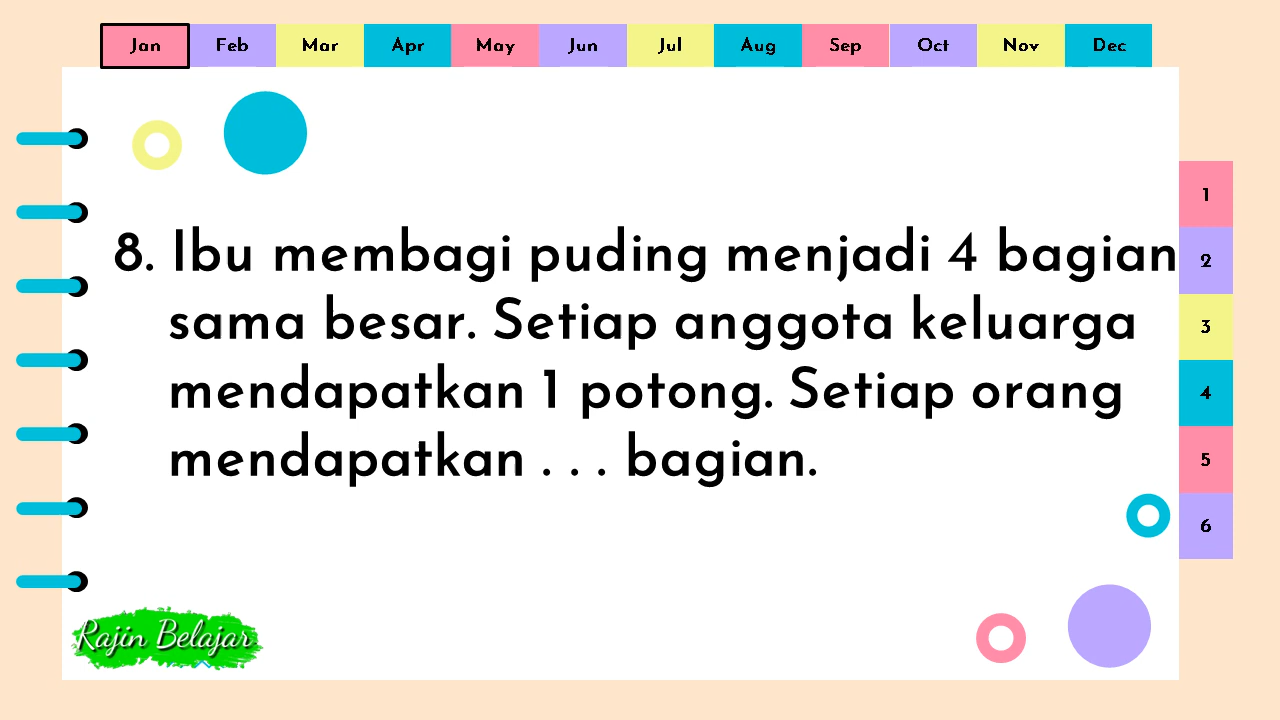 Jan Feb Mar Apr May Jun Jul Aug Sep Oct Nov Dec
8. Ibu membagi puding menjadi 4 bagian
sama besar. Setiap anggota keluarga
mendapatkan 1 potong. Setiap orang
mendapatkan . . . bagian.
1
2
3
4
5
6
Rajin Belajar